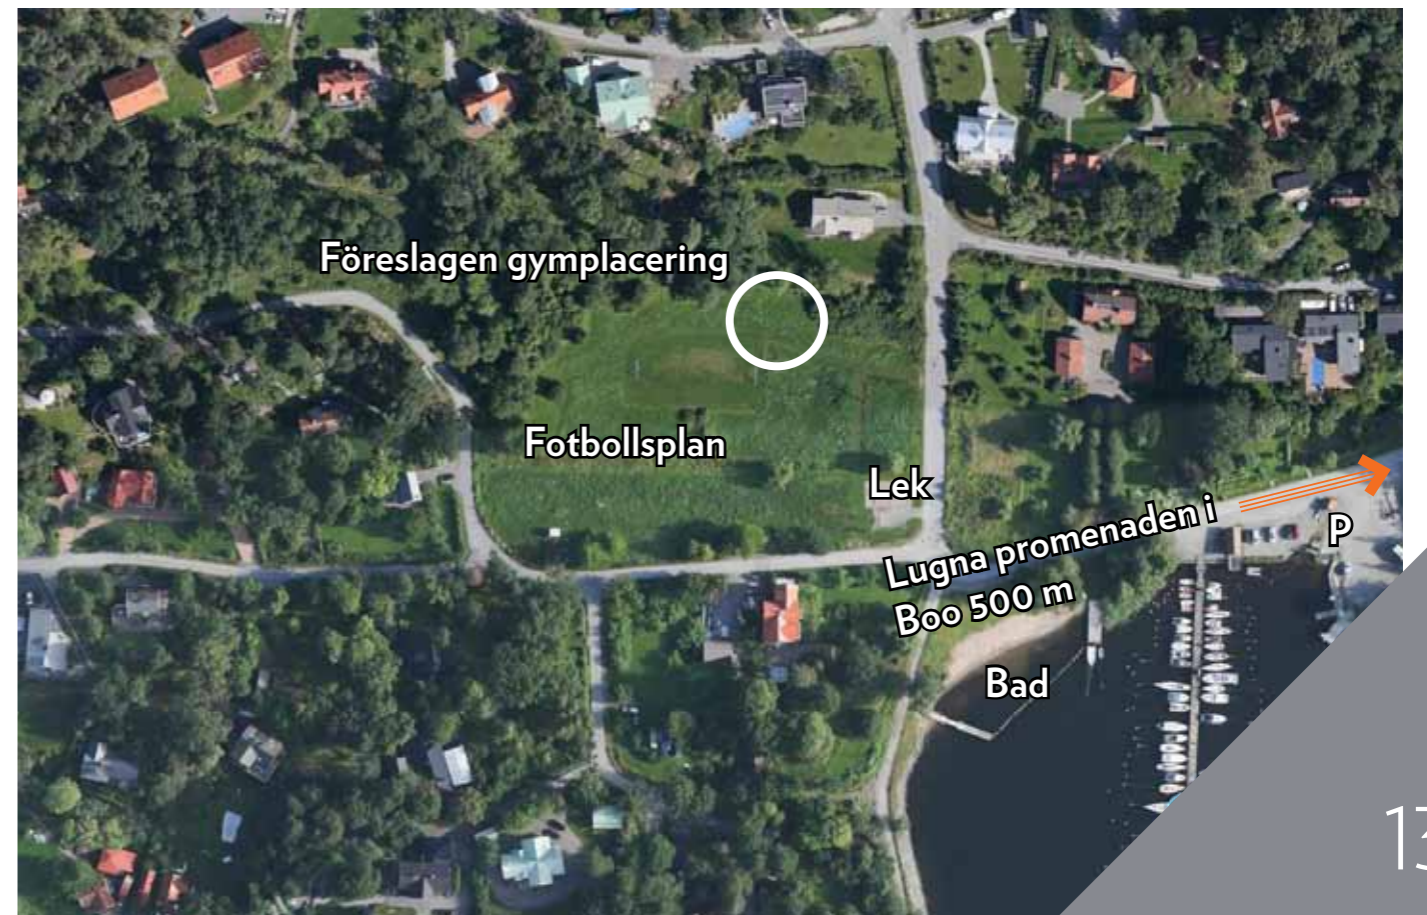 Föreslagen gymplacering
Fotbollsplan
Lek
Lugna promenaden i
Boo 500 m
P
Bad
13